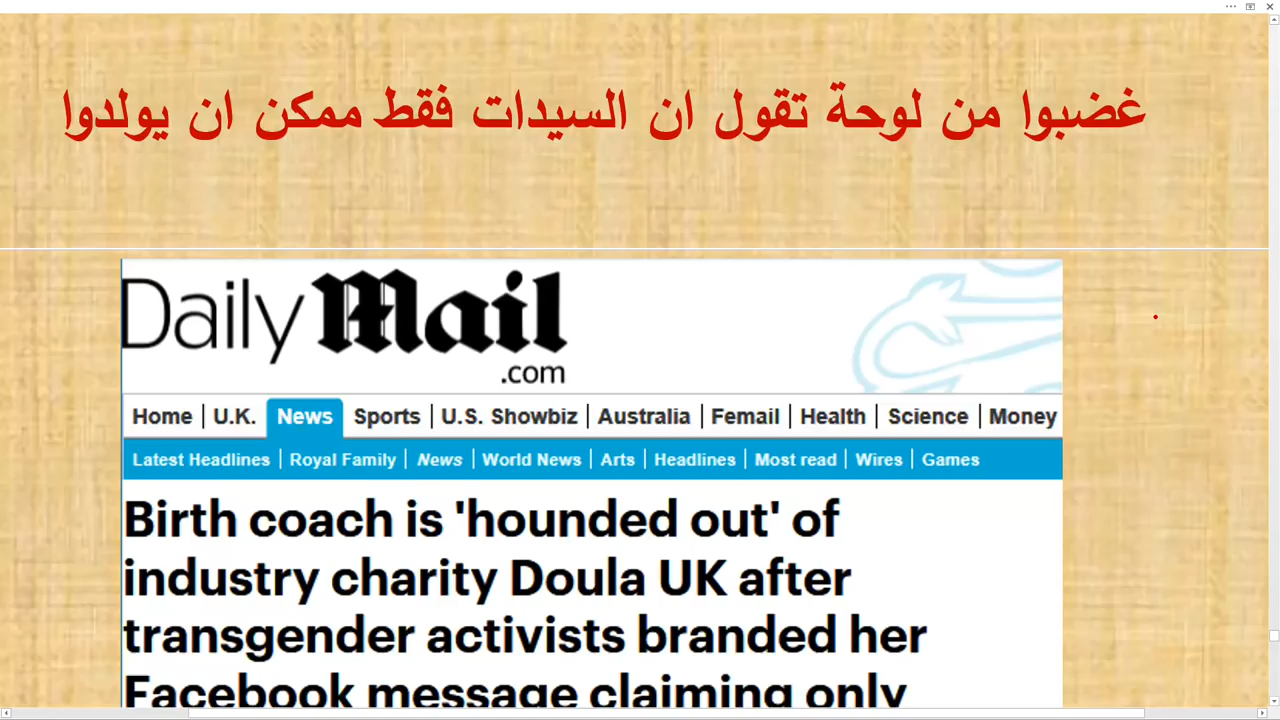 غضبوا من لوحة تقول ان السيدات فقط ممكن ان يولدوا
Daily Mail
.com
Home U.K. News Sports U.S. Showbiz Australia Femail Health Science Money
Latest Headlines Royal Family News World News Arts Headlines Most read Wires Games
Birth coach is 'hounded out' of
industry charity Doula UK after
transgender activists branded her
Facebook message claiming only